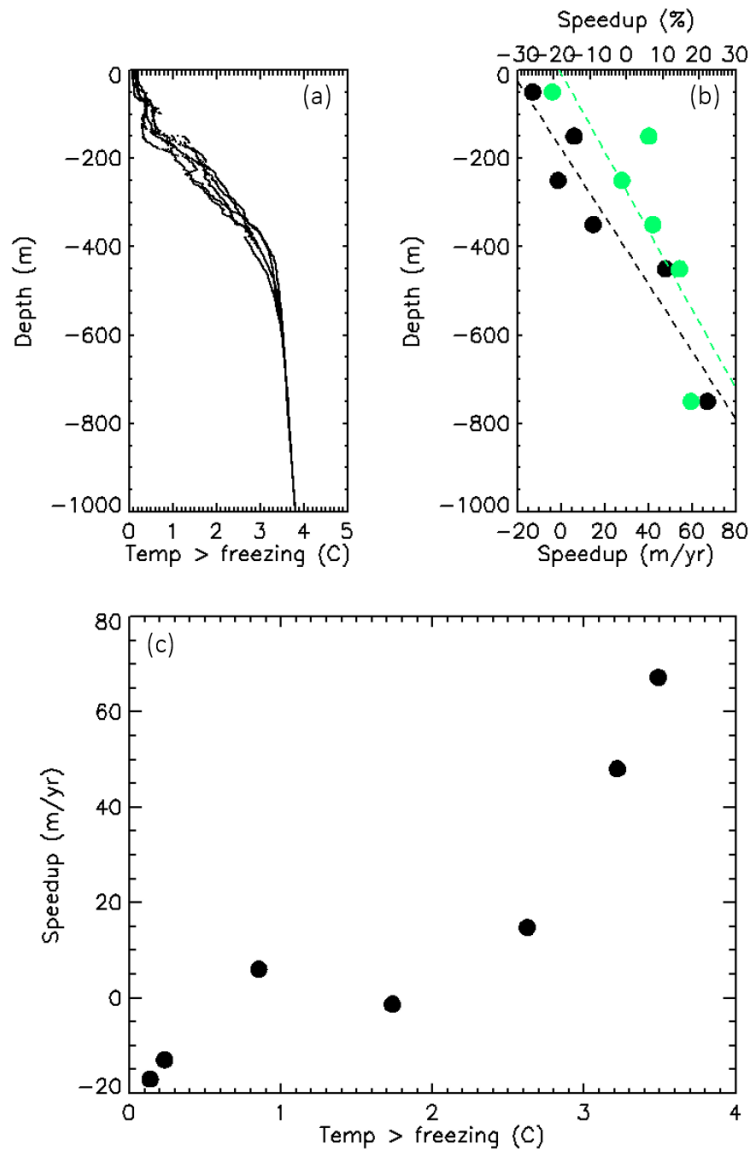 Speedup (%)
-30 -20 -10 0 10 20 30
0
(a)
-200
-400
-600
-800
-1000
Depth (m)
0 1 2 3 4 5
Temp > freezing (C)
0
(b)
-200
-400
-600
-800
-1000
Depth (m)
-20 0 20 40 60 80
Speedup (m/yr)
80
(c)
60
40
20
0
-20
Speedup (m/yr)
0 1 2 3 4
Temp > freezing (C)